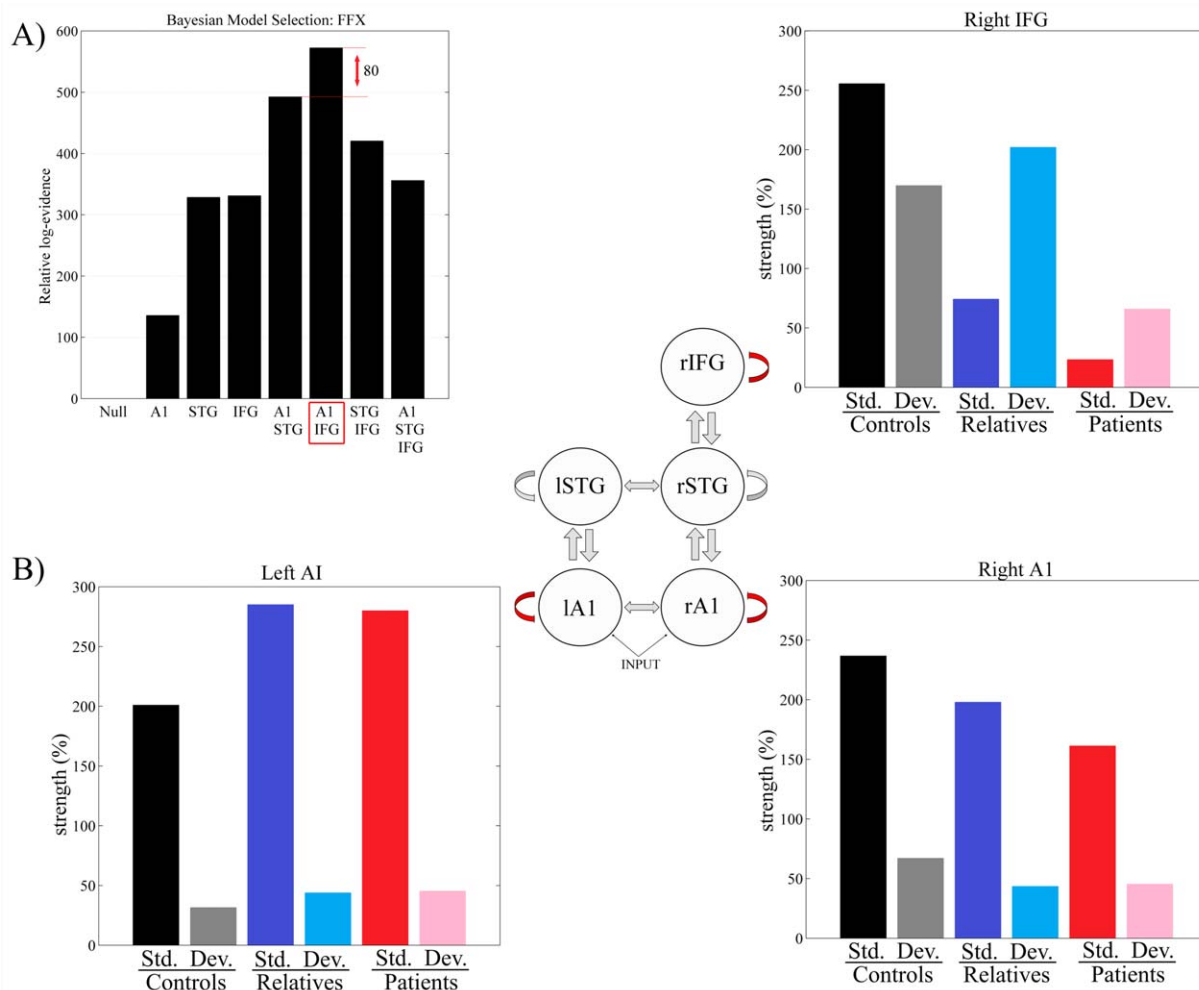 A)
Bayesian Model Selection: FFX
Relative log-evidence
600
500
400
300
200
100
0
80
Null A1 STG IFG A1 A1 STG A1
STG IFG IFG STG
IFG
Right IFG
strength (%)
300
250
200
150
100
50
0
Std. Dev. Std. Dev. Std. Dev.
Controls Relatives Patients
rIFG
lSTG rSTG
lA1 rA1
INPUT
B)
Left AI
strength (%)
300
250
200
150
100
50
0
Std. Dev. Std. Dev. Std. Dev.
Controls Relatives Patients
Right A1
strength (%)
300
250
200
150
100
50
0
Std. Dev. Std. Dev. Std. Dev.
Controls Relatives Patients